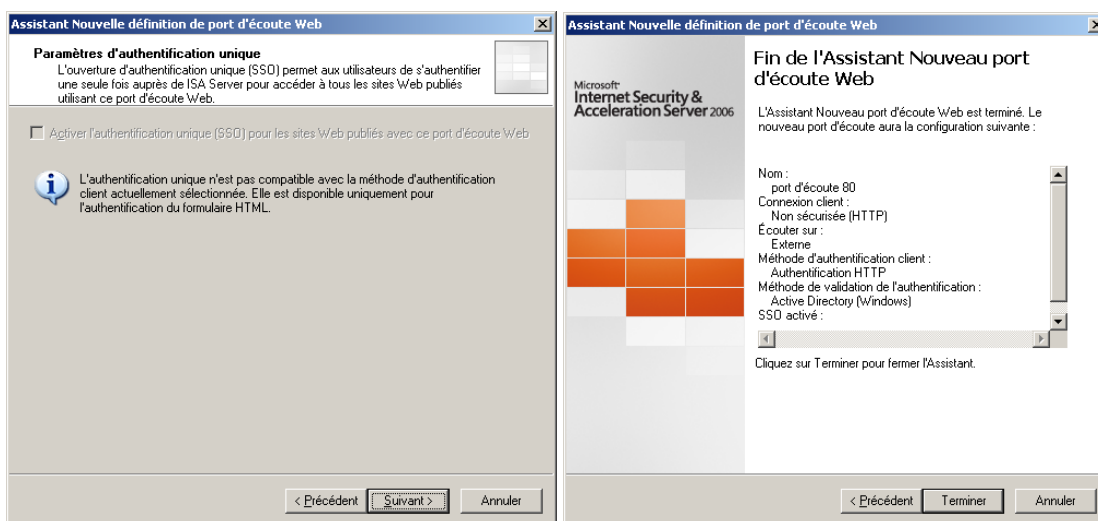 Assistant Nouvelle définition de port d'écoute Web
Paramètres d'authentification unique
L'ouverture d'authentification unique (SSO) permet aux utilisateurs de s'authentifier
une seule fois auprès de ISA Server pour accéder à tous les sites Web publiés
utilisant ce port d'écoute Web.
Activer l'authentification unique (SSO) pour les sites Web publiés avec ce port d'écoute Web
L'authentification unique n'est pas compatible avec la méthode d'authentification
client actuellement sélectionnée. Elle est disponible uniquement pour
l'authentification du formulaire HTML.
< Précédent
Suivant >
Annuler
Assistant Nouvelle définition de port d'écoute Web
Microsoft
Internet Security &
Acceleration Server 2006
Fin de l'Assistant Nouveau port
d'écoute Web
L'Assistant Nouveau port d'écoute Web est terminé. Le
nouveau port d'écoute aura la configuration suivante :
Nom :
port d'écoute 80
Connexion client :
Non sécurisée (HTTP)
Écouter sur :
Externe
Méthode d'authentification client :
Authentification HTTP
Méthode de validation de l'authentification :
Active Directory (Windows)
SSO activé :
Cliquez sur Terminer pour fermer l'Assistant.
< Précédent
Terminer
Annuler